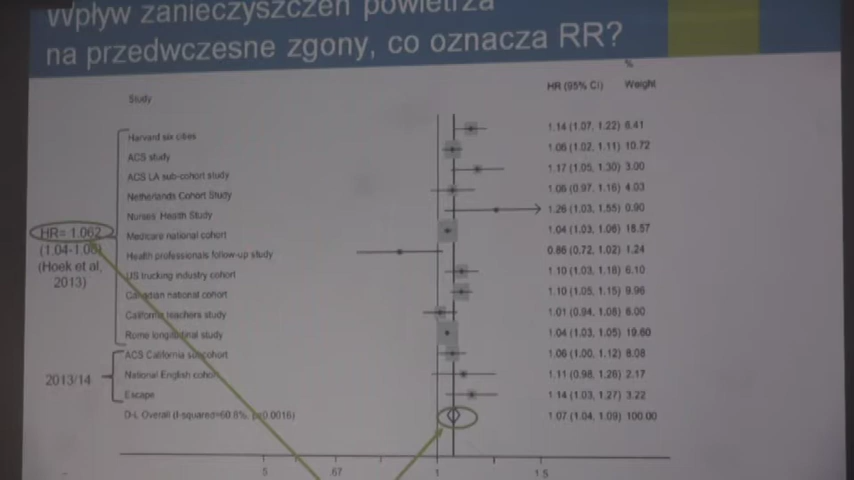 Wpływ zanieczyszczeń powietrza
na przedwczesne zgony, co oznacza RR?
%
Study HR (95% CI) Weight
Harvard six cities 1.14 (1.07, 1.22) 6.41
ACS study 1.06 (1.02, 1.11) 10.72
ACS LA sub-cohort study 1.17 (1.05, 1.30) 3.00
Netherlands Cohort Study 1.06 (0.97, 1.16) 4.03
Nurses Health Study 1.26 (1.03, 1.55) 0.90
Medicare national cohort 1.04 (1.03, 1.06) 18.57
Health professionals follow-up study 0.86 (0.72, 1.02) 1.24
US trucking industry cohort 1.10 (1.03, 1.18) 6.10
Canadian national cohort 1.10 (1.05, 1.15) 9.96
California teachers study 1.01 (0.94, 1.08) 6.00
Rome longitudinal study 1.04 (1.03, 1.05) 19.60
ACS California subcohort 1.06 (1.00, 1.12) 8.08
National English cohort 1.11 (0.98, 1.26) 2.17
Escape 1.14 (1.03, 1.27) 3.22
D-L Overall (I-squared=60.8%, p=0.0016) 1.07 (1.04, 1.09) 100.00
HR= 1.062
(1.04-1.08)
(Hoek et al,
2013)
2013/14
.5 .67 1 1.5